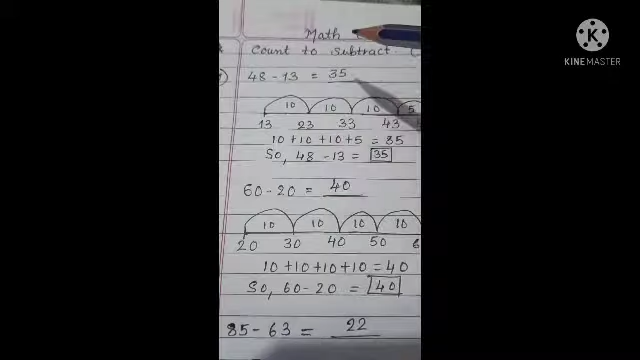 Math
KINEMASTER
Count to Subtract. (
48 - 13 = 35
10 10 10 5
13 23 33 43
10 + 10 + 10 + 5 = 85
So, 48 - 13 = 35
60 - 20 = 40
10 10 10 10
20 30 40 50 6
10 + 10 + 10 + 10 = 40
So, 60 - 20 = 40
85 - 63 = 22